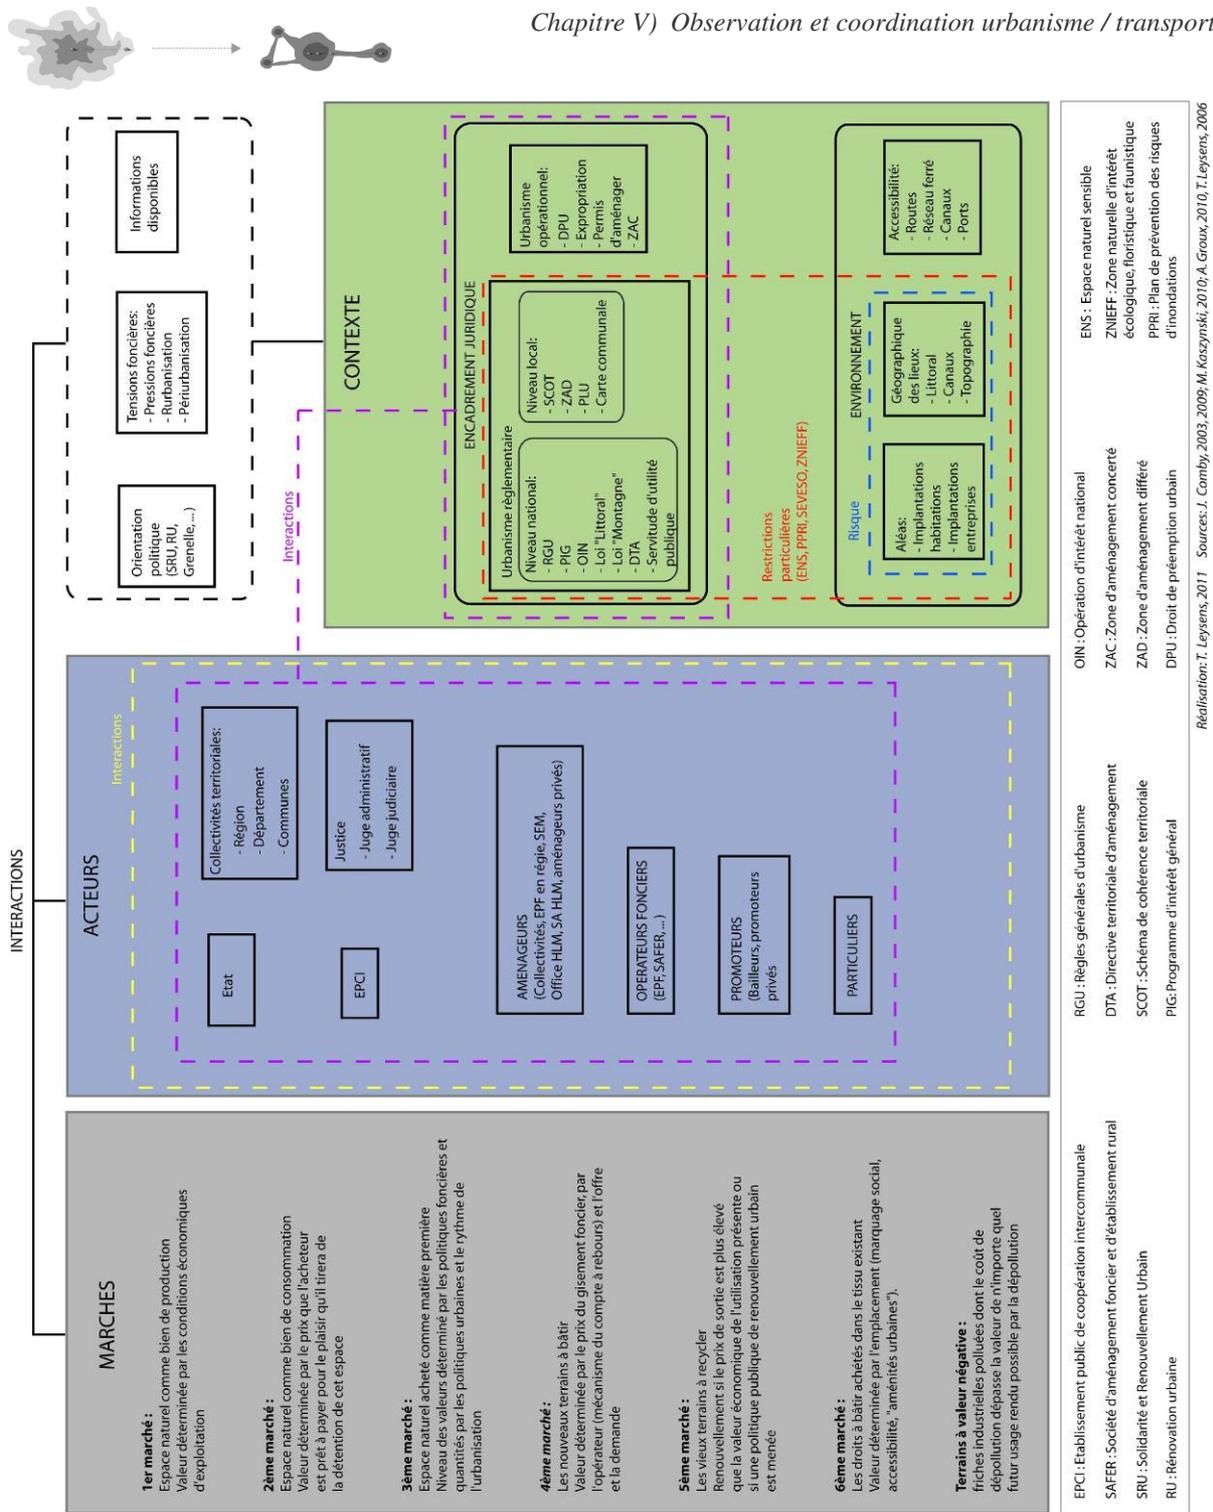 Chapitre V)  Observation et coordination urbanisme / transport
INTERACTIONS
MARCHES
1er marché :
Espace naturel comme bien de production
Valeur déterminée par les conditions économiques
d'exploitation
2ème marché :
Espace naturel comme bien de consommation
Valeur déterminée par le prix que l'acheteur
est prêt à payer pour le plaisir qu'il tirera de
la détention de cet espace
3ème marché :
Espace naturel acheté comme matière première
Niveau des valeurs déterminé par les politiques foncières et
quantités par les politiques urbaines et le rythme de
l'urbanisation
4ème marché :
Les nouveaux terrains à bâtir
Valeur déterminée par le prix du gisement foncier, par
l'opérateur (mécanisme du compte à rebours) et l'offre
et la demande
5ème marché :
Les vieux terrains à recycler
Renouvellement si le prix de sortie est plus élevé
que la valeur économique de l'utilisation présente ou
si une politique publique de renouvellement urbain
est menée
6ème marché :
Les droits à bâtir achetés dans le tissu existant
Valeur déterminée par l'emplacement (marquage social,
accessibilité, "aménités urbaines").
Terrains à valeur négative :
friches industrielles polluées dont le coût de
dépollution dépasse la valeur de n'importe quel
futur usage rendu possible par la dépollution
ACTEURS
Interactions
Etat
Collectivités territoriales:
- Région
- Département
- Communes
EPCI
Justice
- Juge administratif
- Juge judiciaire
AMENAGEURS
(Collectivités, EPF en régie, SEM,
Office HLM, SA HLM, aménageurs privés)
OPERATEURS FONCIERS
(EPF, SAFER, ...)
PROMOTEURS
(Bailleurs, promoteurs
privés
PARTICULIERS
Interactions
Orientation
politique
(SRU, RU,
Grenelle, ...)
Tensions foncières:
- Pressions foncières
- Rurbanisation
- Périurbanisation
Informations
disponibles
CONTEXTE
ENCADREMENT JURIDIQUE
Urbanisme règlementaire
Niveau national:
- RGU
- PIG
- OIN
- Loi "Littoral"
- Loi "Montagne"
- DTA
- Servitude d'utilité
publique
Niveau local:
- SCOT
- ZAD
- PLU
- Carte communale
Urbanisme
opérationnel:
- DPU
- Expropriation
- Permis
d'aménager
- ZAC
Restrictions
particulières
(ENS, PPRI, SEVESO, ZNIEFF)
Risque
ENVIRONNEMENT
Aléas:
- Implantations
habitations
- Implantations
entreprises
Géographique
des lieux:
- Littoral
- Canaux
- Topographie
Accessibilité:
- Routes
- Réseau ferré
- Canaux
- Ports
EPCI : Etablissement public de coopération intercommunale
SAFER : Société d'aménagement foncier et d'établissement rural
SRU : Solidarité et Renouvellement Urbain
RU : Rénovation urbaine
RGU : Règles générales d'urbanisme
DTA : Directive territoriale d'aménagement
SCOT : Schéma de cohérence territoriale
PIG: Programme d'intérêt général
OIN : Opération d'intérêt national
ZAC : Zone d'aménagement concerté
ZAD : Zone d'aménagement différé
DPU : Droit de préemption urbain
ENS : Espace naturel sensible
ZNIEFF : Zone naturelle d'intérêt
écologique, floristique et faunistique
PPRI : Plan de prévention des risques
d'inondations
Réalisation: T. Leysens, 2011    Sources: J. Comby, 2003, 2009; M. Kaszynski, 2010; A. Groux, 2010, T. Leysens, 2006